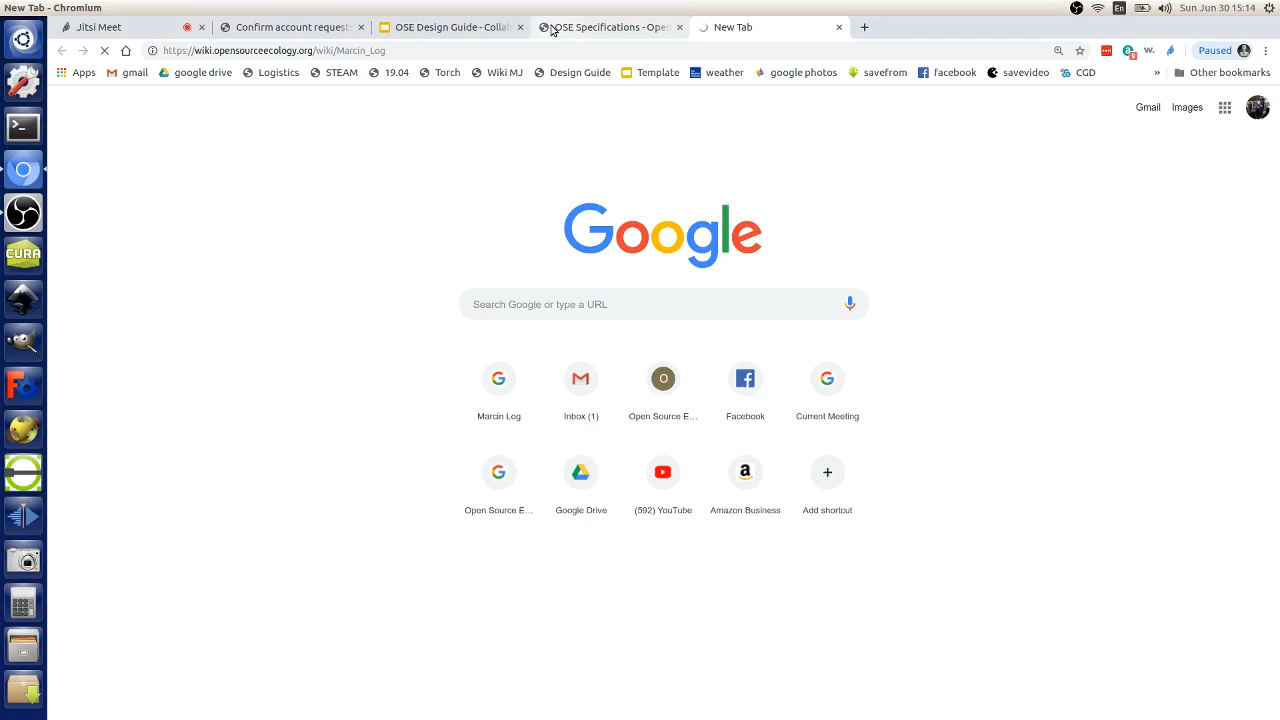 New Tab - Chromium
En
Sun Jun 30 15:14
Jitsi Meet
Confirm account request
OSE Design Guide - Collab
OSE Specifications - Open
New Tab
https://wiki.opensourceecology.org/wiki/Marcin_Log
W.
Paused
Apps
gmail
google drive
Logistics
STEAM
19.04
Torch
Wiki MJ
Design Guide
Template
weather
google photos
savefrom
facebook
savevideo
CGD
»
Other bookmarks
Gmail
Images
Google
Search Google or type a URL
Marcin Log
Inbox (1)
Open Source E...
Facebook
Current Meeting
Open Source E...
Google Drive
(592) YouTube
Amazon Business
Add shortcut
CURA